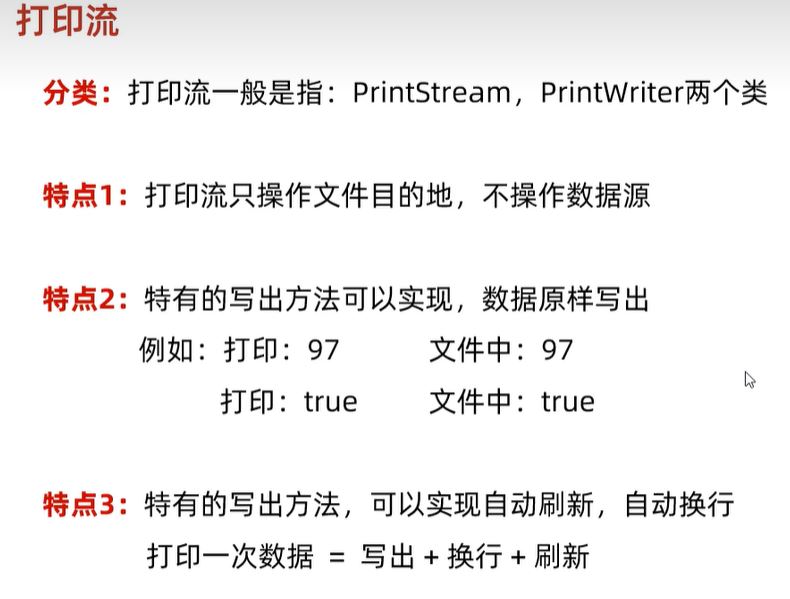 打印流
分类：打印流一般是指：PrintStream，PrintWriter两个类
特点1：打印流只操作文件目的地，不操作数据源
特点2：特有的写出方法可以实现，数据原样写出
例如：打印：97 文件中：97
打印：true 文件中：true
特点3：特有的写出方法，可以实现自动刷新，自动换行
打印一次数据 = 写出 + 换行 + 刷新